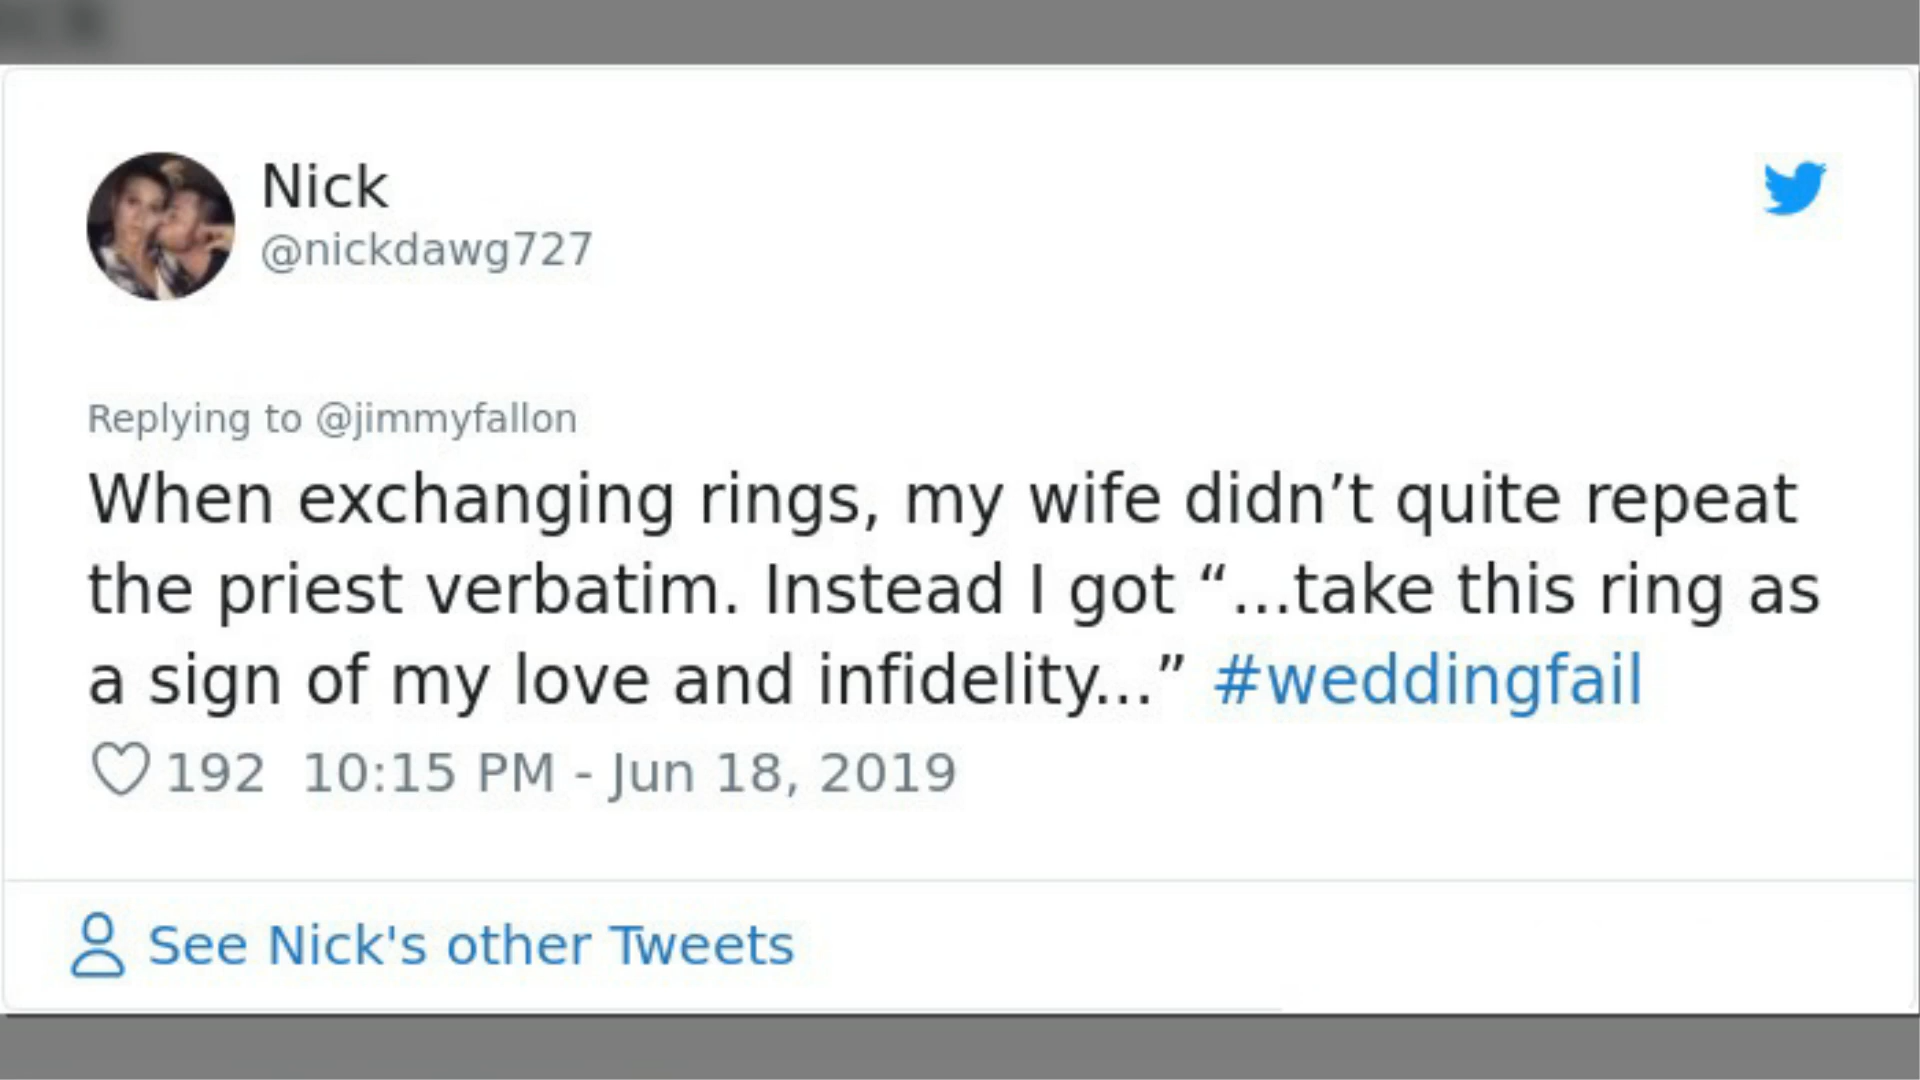 Nick
@nickdawg727
Replying to @jimmyfallon
When exchanging rings, my wife didn’t quite repeat
the priest verbatim. Instead I got “...take this ring as
a sign of my love and infidelity...” #weddingfail
192 10:15 PM - Jun 18, 2019
See Nick's other Tweets